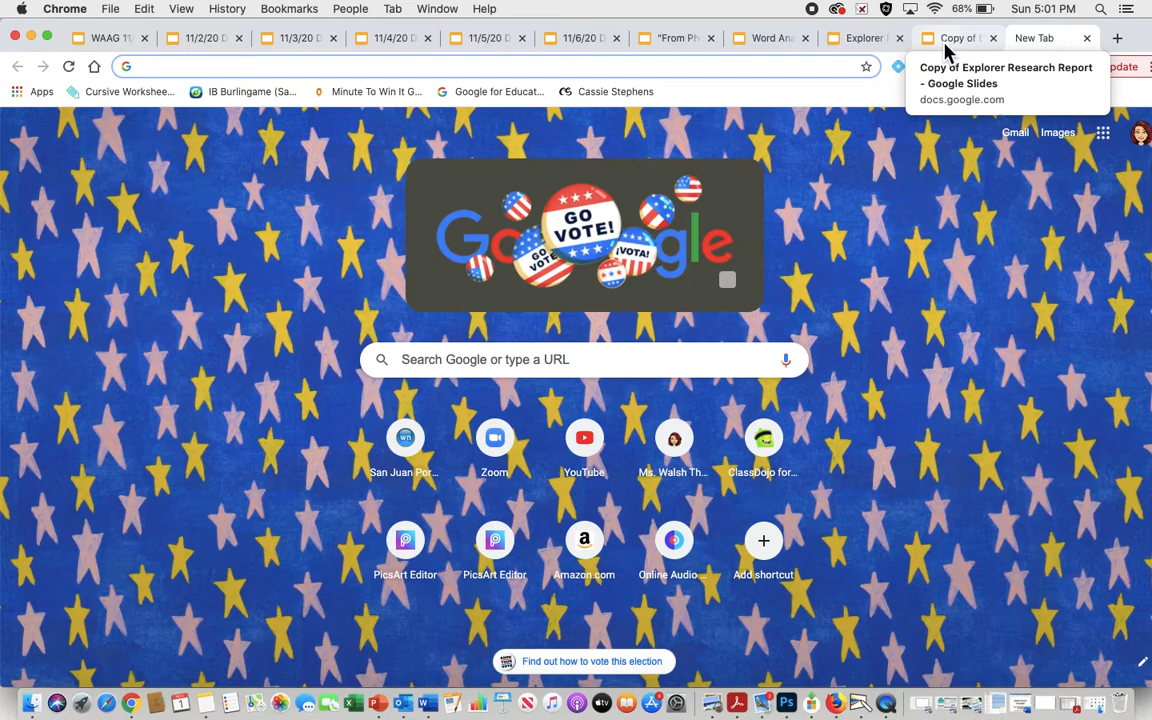 Chrome File Edit View History Bookmarks People Tab Window Help 68% Sun 5:01 PM
WAAG 11/ 11/2/20 D 11/3/20 D 11/4/20 D 11/5/20 D 11/6/20 D "From Ph Word Ana Explorer Copy of E New Tab
Copy of Explorer Research Report
- Google Slides
docs.google.com
Update
Apps Cursive Workshee... IB Burlingame (Sa... Minute To Win It G... Google for Educat... Cassie Stephens
Gmail Images
Google
GO
VOTE!
GO
VOTE!
¡VOTA!
Search Google or type a URL
San Juan Por... Zoom YouTube Ms. Walsh Th... ClassDojo for...
PicsArt Editor PicsArt Editor Amazon.com Online Audio ... Add shortcut
Find out how to vote this election